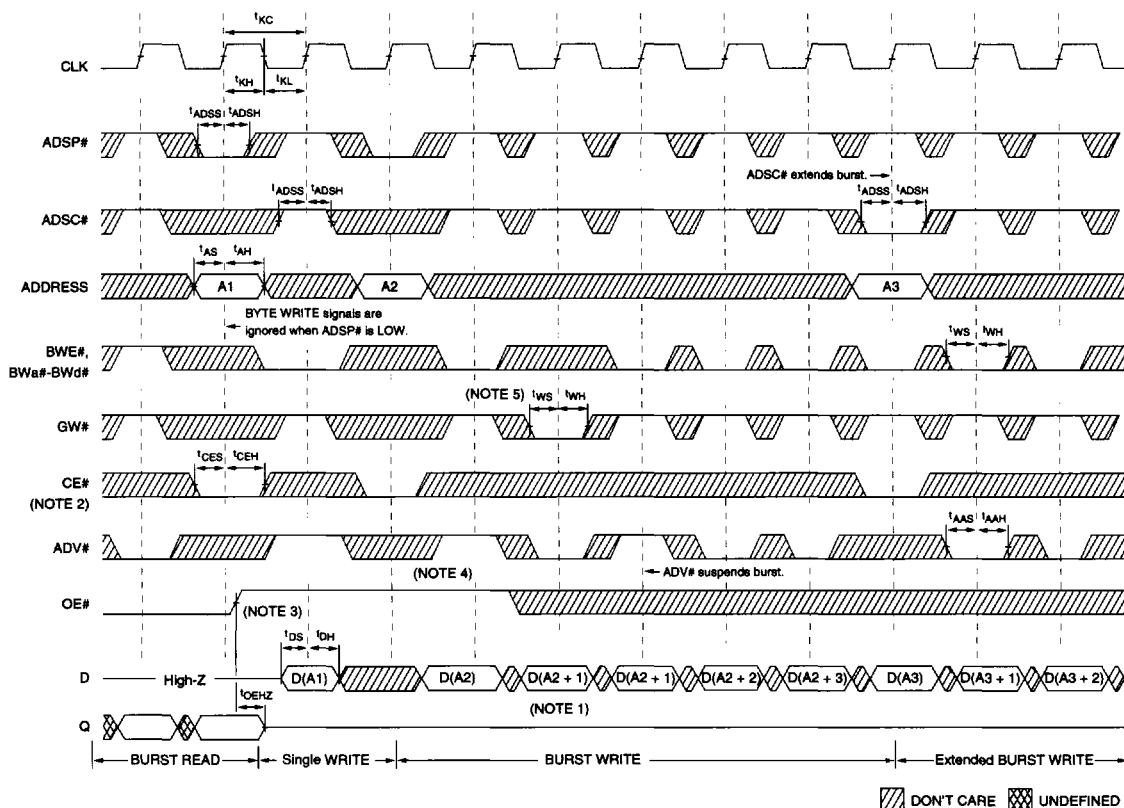 tKC
CLK
tKH tKL
tADSS tADSH
ADSP#
ADSC# extends burst.
tADSS tADSH
tADSS tADSH
ADSC#
tAS tAH
ADDRESS A1 A2 A3
BYTE WRITE signals are
ignored when ADSP# is LOW.
tWS tWH
BWE#,
BWa#-BWd#
(NOTE 5) tWS tWH
GW#
tCES tCEH
CE#
(NOTE 2)
tAAS tAAH
ADV#
(NOTE 4) ADV# suspends burst.
OE#
(NOTE 3)
tDS tDH
D High-Z D(A1) D(A2) D(A2 + 1) D(A2 + 1) D(A2 + 2) D(A2 + 3) D(A3) D(A3 + 1) D(A3 + 2)
tOEHZ
(NOTE 1)
Q
BURST READ Single WRITE BURST WRITE Extended BURST WRITE
DON'T CARE UNDEFINED